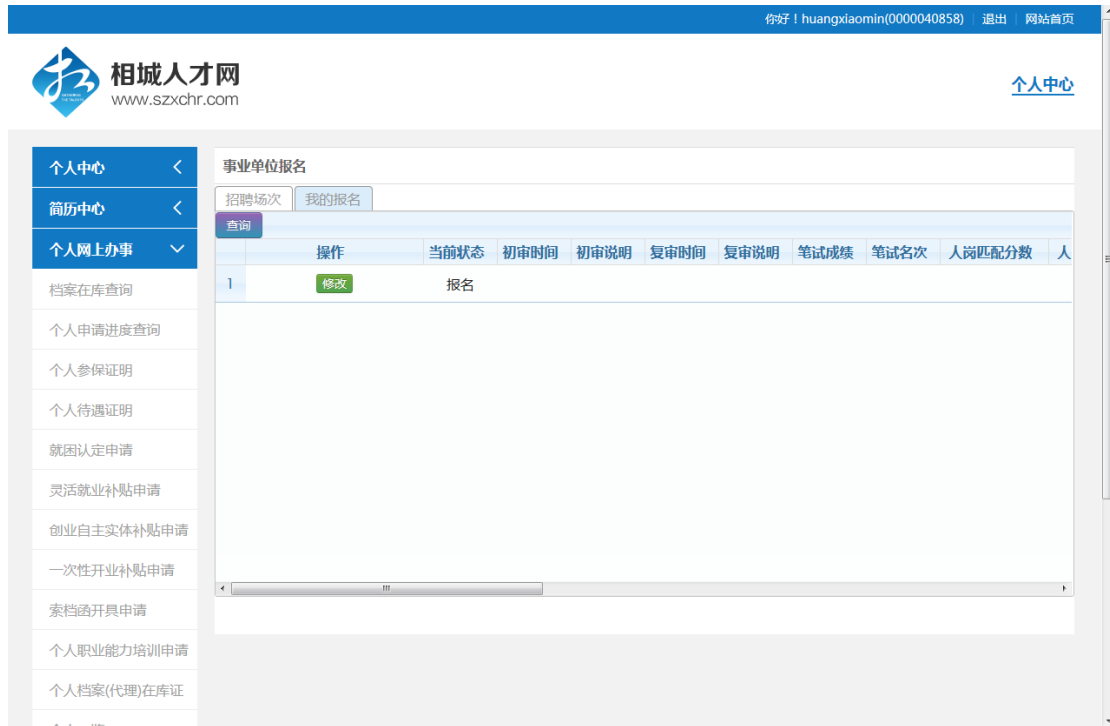 你好！huangxiaomin(0000040858) 退出 网站首页
相城人才网
www.szxchr.com
个人中心
个人中心
简历中心
个人网上办事
档案在库查询
个人申请进度查询
个人参保证明
个人待遇证明
就困认定申请
灵活就业补贴申请
创业自主实体补贴申请
一次性开业补贴申请
索档函开具申请
个人职业能力培训申请
个人档案(代理)在库证
事业单位报名
招聘场次 我的报名
查询
操作 当前状态 初审时间 初审说明 复审时间 复审说明 笔试成绩 笔试名次 人岗匹配分数 人
1 修改 报名